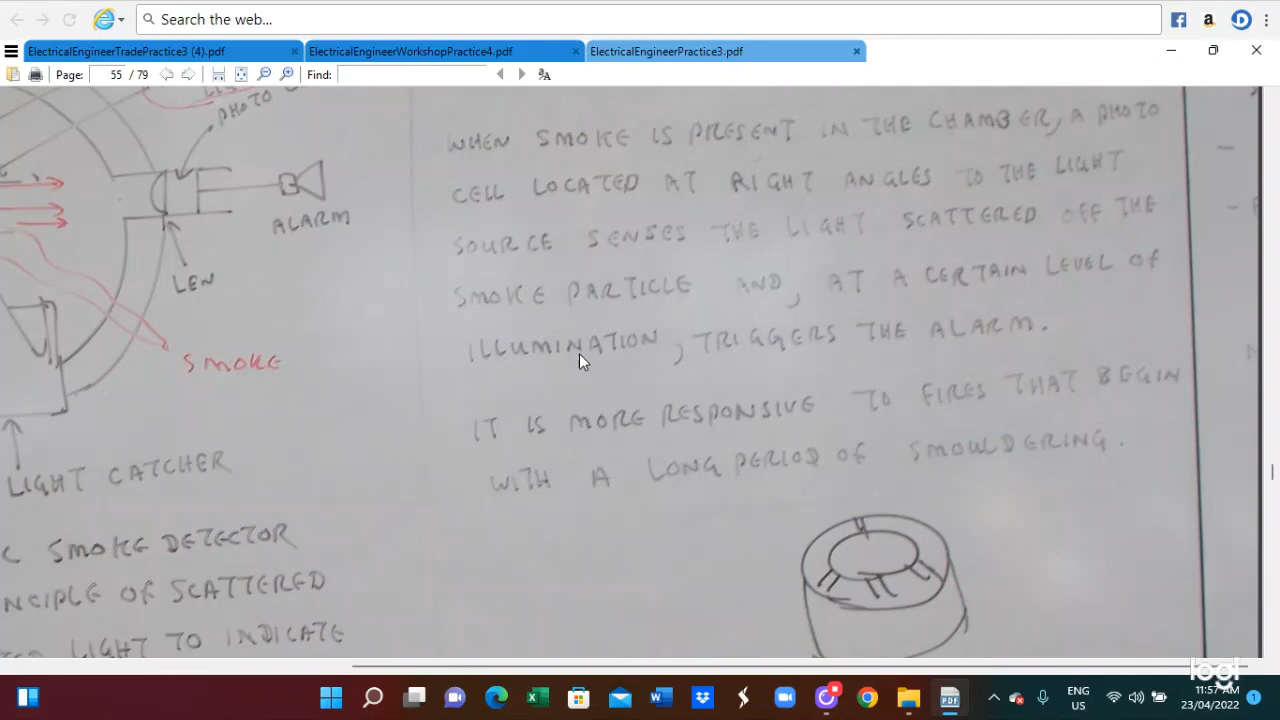 Search the web...
ElectricalEngineerTradePractice3 (4).pdf
ElectricalEngineerWorkshopPractice4.pdf
ElectricalEngineerPractice3.pdf
Page: 55 / 79
Find:
PHOTO
ALARM
LEN
SMOKE
LIGHT CATCHER
SMOKE DETECTOR
OF SCATTERED
LIGHT TO INDICATE
WHEN SMOKE IS PRESENT IN THE CHAMBER, A PHOTO
CELL LOCATED AT RIGHT ANGLES TO THE LIGHT
SOURCE SENSES THE LIGHT SCATTERED OFF THE
SMOKE PARTICLE AND, AT A CERTAIN LEVEL OF
ILLUMINATION, TRIGGERS THE ALARM.
IT IS MORE RESPONSIVE TO FIRES THAT BEGIN
WITH A LONG PERIOD OF SMOULDERING.
logi
ENG
US
11:57 AM
23/04/2022